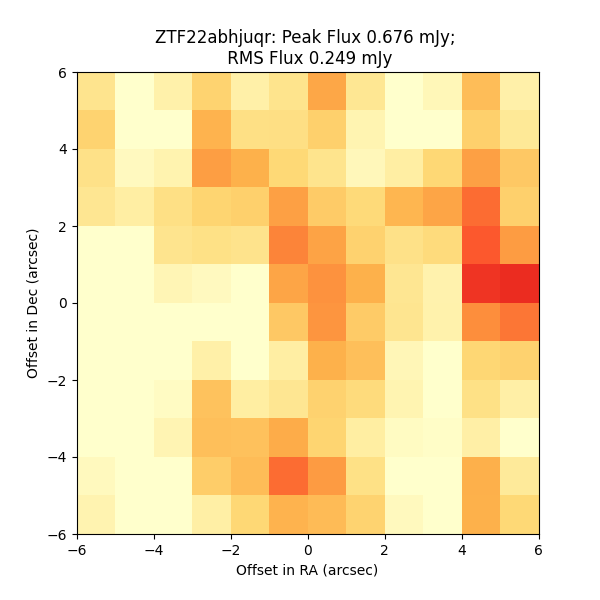 ZTF22abhjuqr: Peak Flux 0.676 mJy;
RMS Flux 0.249 mJy
6
4
2
0
−2
−4
−6
Offset in Dec (arcsec)
−6 −4 −2 0 2 4 6
Offset in RA (arcsec)